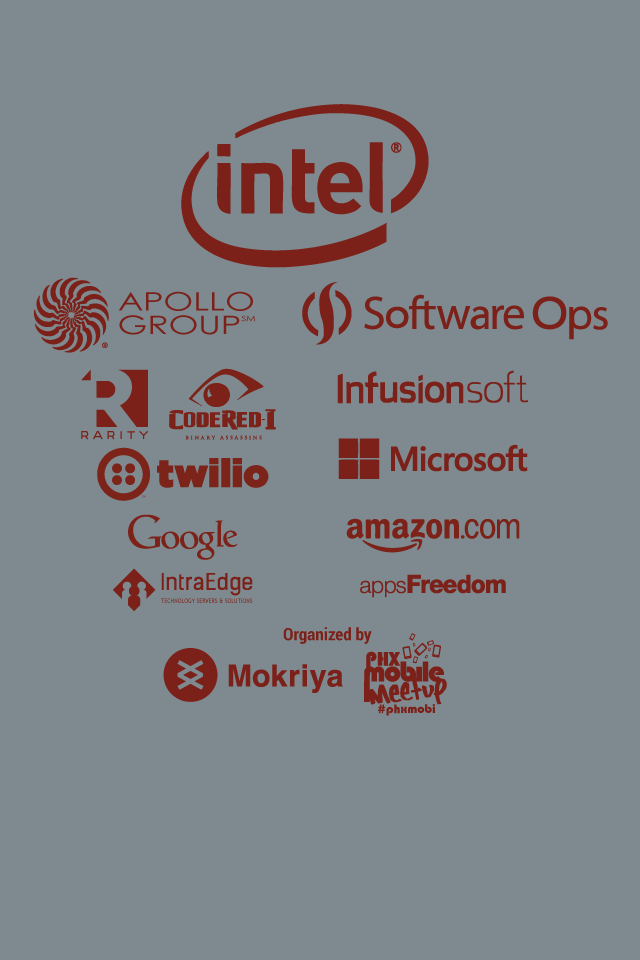 intel®
APOLLO
GROUP℠
®
Software Ops
R
RARITY
CODERED-I
BINARY ASSASSINS
Infusionsoft
twilio
Microsoft
Google
amazon.com
IntraEdge
TECHNOLOGY SERVERS & SOLUTIONS
appsFreedom
Organized by
Mokriya
PHX
mobile
meetup
#phxmobi